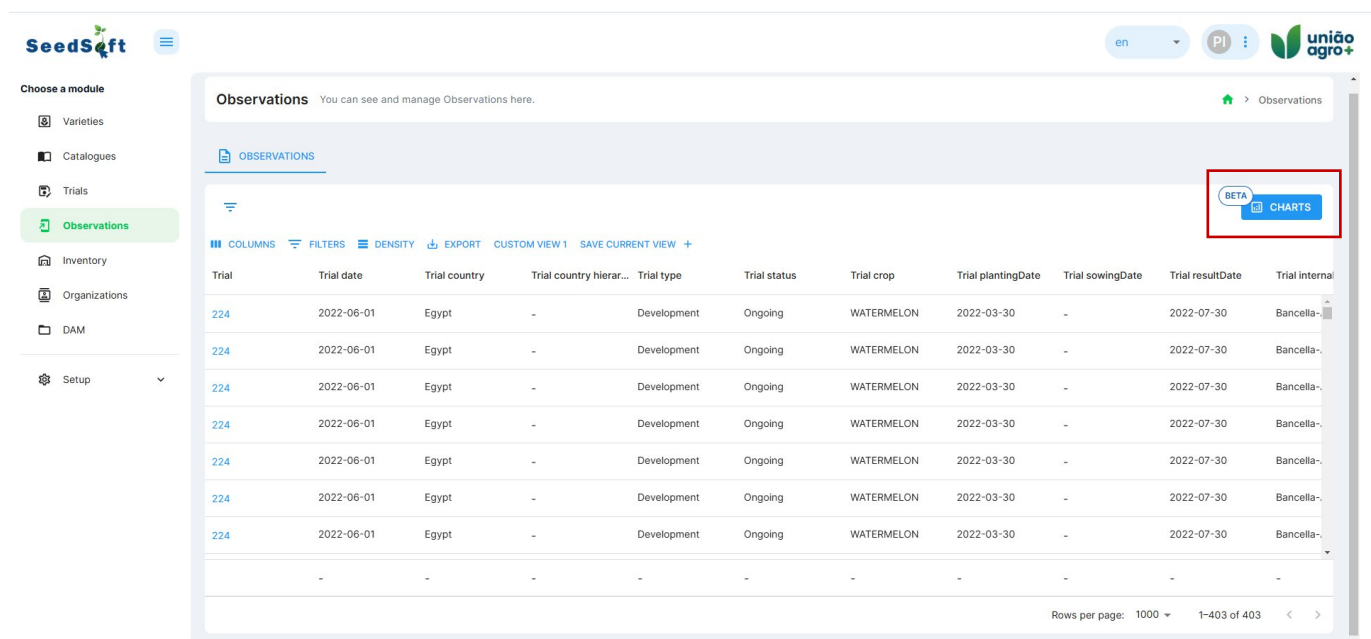 SeedSoft
en
PI
união
agro+
Choose a module
Varieties
Catalogues
Trials
Observations
Inventory
Organizations
DAM
Setup
Observations You can see and manage Observations here.
> Observations
OBSERVATIONS
BETA
CHARTS
COLUMNS FILTERS DENSITY EXPORT CUSTOM VIEW 1 SAVE CURRENT VIEW +
Trial Trial date Trial country Trial country hierar... Trial type Trial status Trial crop Trial plantingDate Trial sowingDate Trial resultDate Trial internal
224 2022-06-01 Egypt - Development Ongoing WATERMELON 2022-03-30 - 2022-07-30 Bancella-.
224 2022-06-01 Egypt - Development Ongoing WATERMELON 2022-03-30 - 2022-07-30 Bancella-.
224 2022-06-01 Egypt - Development Ongoing WATERMELON 2022-03-30 - 2022-07-30 Bancella-.
224 2022-06-01 Egypt - Development Ongoing WATERMELON 2022-03-30 - 2022-07-30 Bancella-.
224 2022-06-01 Egypt - Development Ongoing WATERMELON 2022-03-30 - 2022-07-30 Bancella-.
224 2022-06-01 Egypt - Development Ongoing WATERMELON 2022-03-30 - 2022-07-30 Bancella-.
224 2022-06-01 Egypt - Development Ongoing WATERMELON 2022-03-30 - 2022-07-30 Bancella-.
- - - - - - - - - -
Rows per page: 1000 1–403 of 403 < >